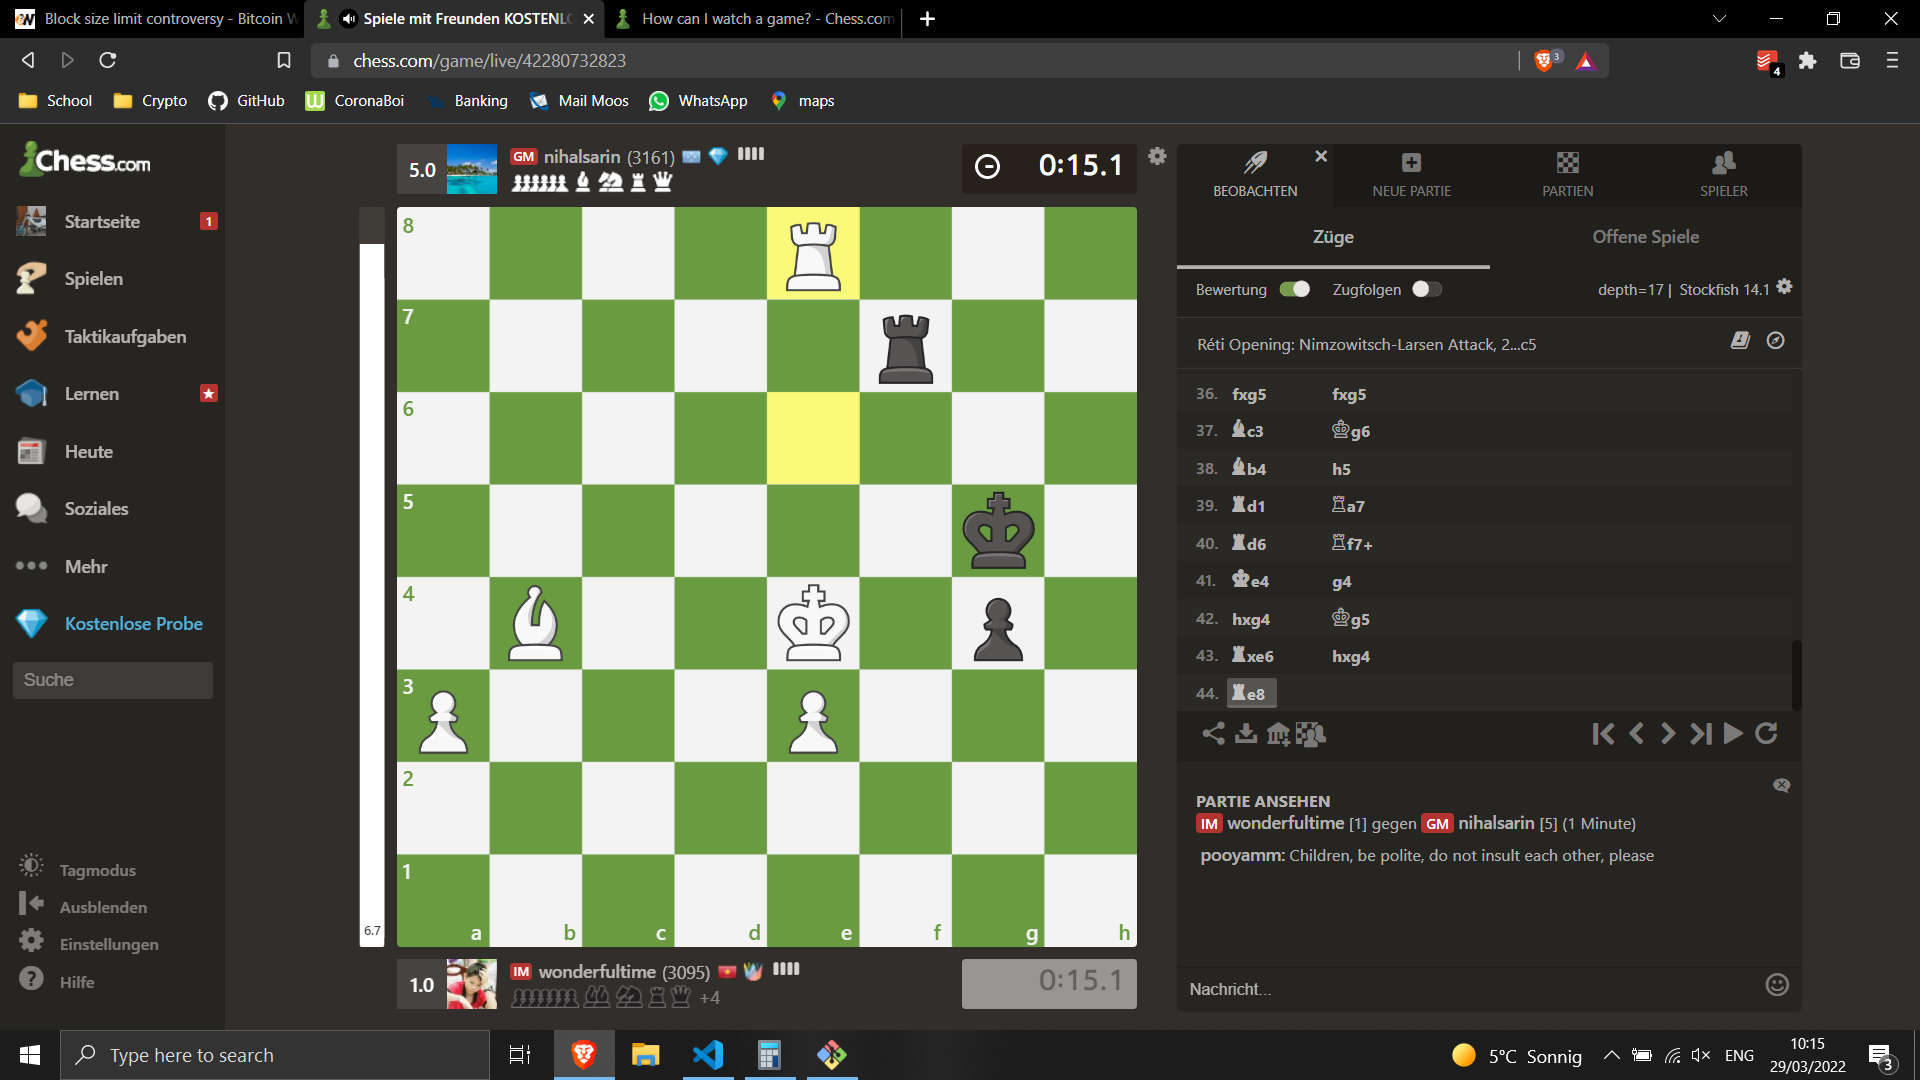 Block size limit controversy - Bitcoin W
Spiele mit Freunden KOSTENLO
How can I watch a game? - Chess.com
chess.com/game/live/42280732823
3
4
School
Crypto
GitHub
CoronaBoi
Banking
Mail Moos
WhatsApp
maps
Chess.com
Startseite
1
Spielen
Taktikaufgaben
Lernen
Heute
Soziales
Mehr
Kostenlose Probe
Suche
Tagmodus
Ausblenden
Einstellungen
Hilfe
5.0
GM nihalsarin (3161)
0:15.1
8
7
6
5
4
3
2
1
a b c d e f g h
6.7
1.0
IM wonderfultime (3095)
+4
0:15.1
BEOBACHTEN
NEUE PARTIE
PARTIEN
SPIELER
Züge
Offene Spiele
Bewertung
Zugfolgen
depth=17 | Stockfish 14.1
Réti Opening: Nimzowitsch-Larsen Attack, 2...c5
36. fxg5 fxg5
37. ♝c3 ♔g6
38. ♝b4 h5
39. ♜d1 ♖a7
40. ♜d6 ♖f7+
41. ♚e4 g4
42. hxg4 ♔g5
43. ♜xe6 hxg4
44. ♜e8
PARTIE ANSEHEN
IM wonderfultime [1] gegen GM nihalsarin [5] (1 Minute)
pooyamm: Children, be polite, do not insult each other, please
Nachricht...
Type here to search
5°C Sonnig
ENG
10:15
29/03/2022
3